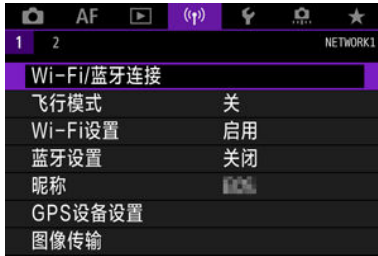 AF
1 2 NETWORK1
Wi-Fi/蓝牙连接
飞行模式 关
Wi-Fi设置 启用
蓝牙设置 关闭
昵称
GPS设备设置
图像传输